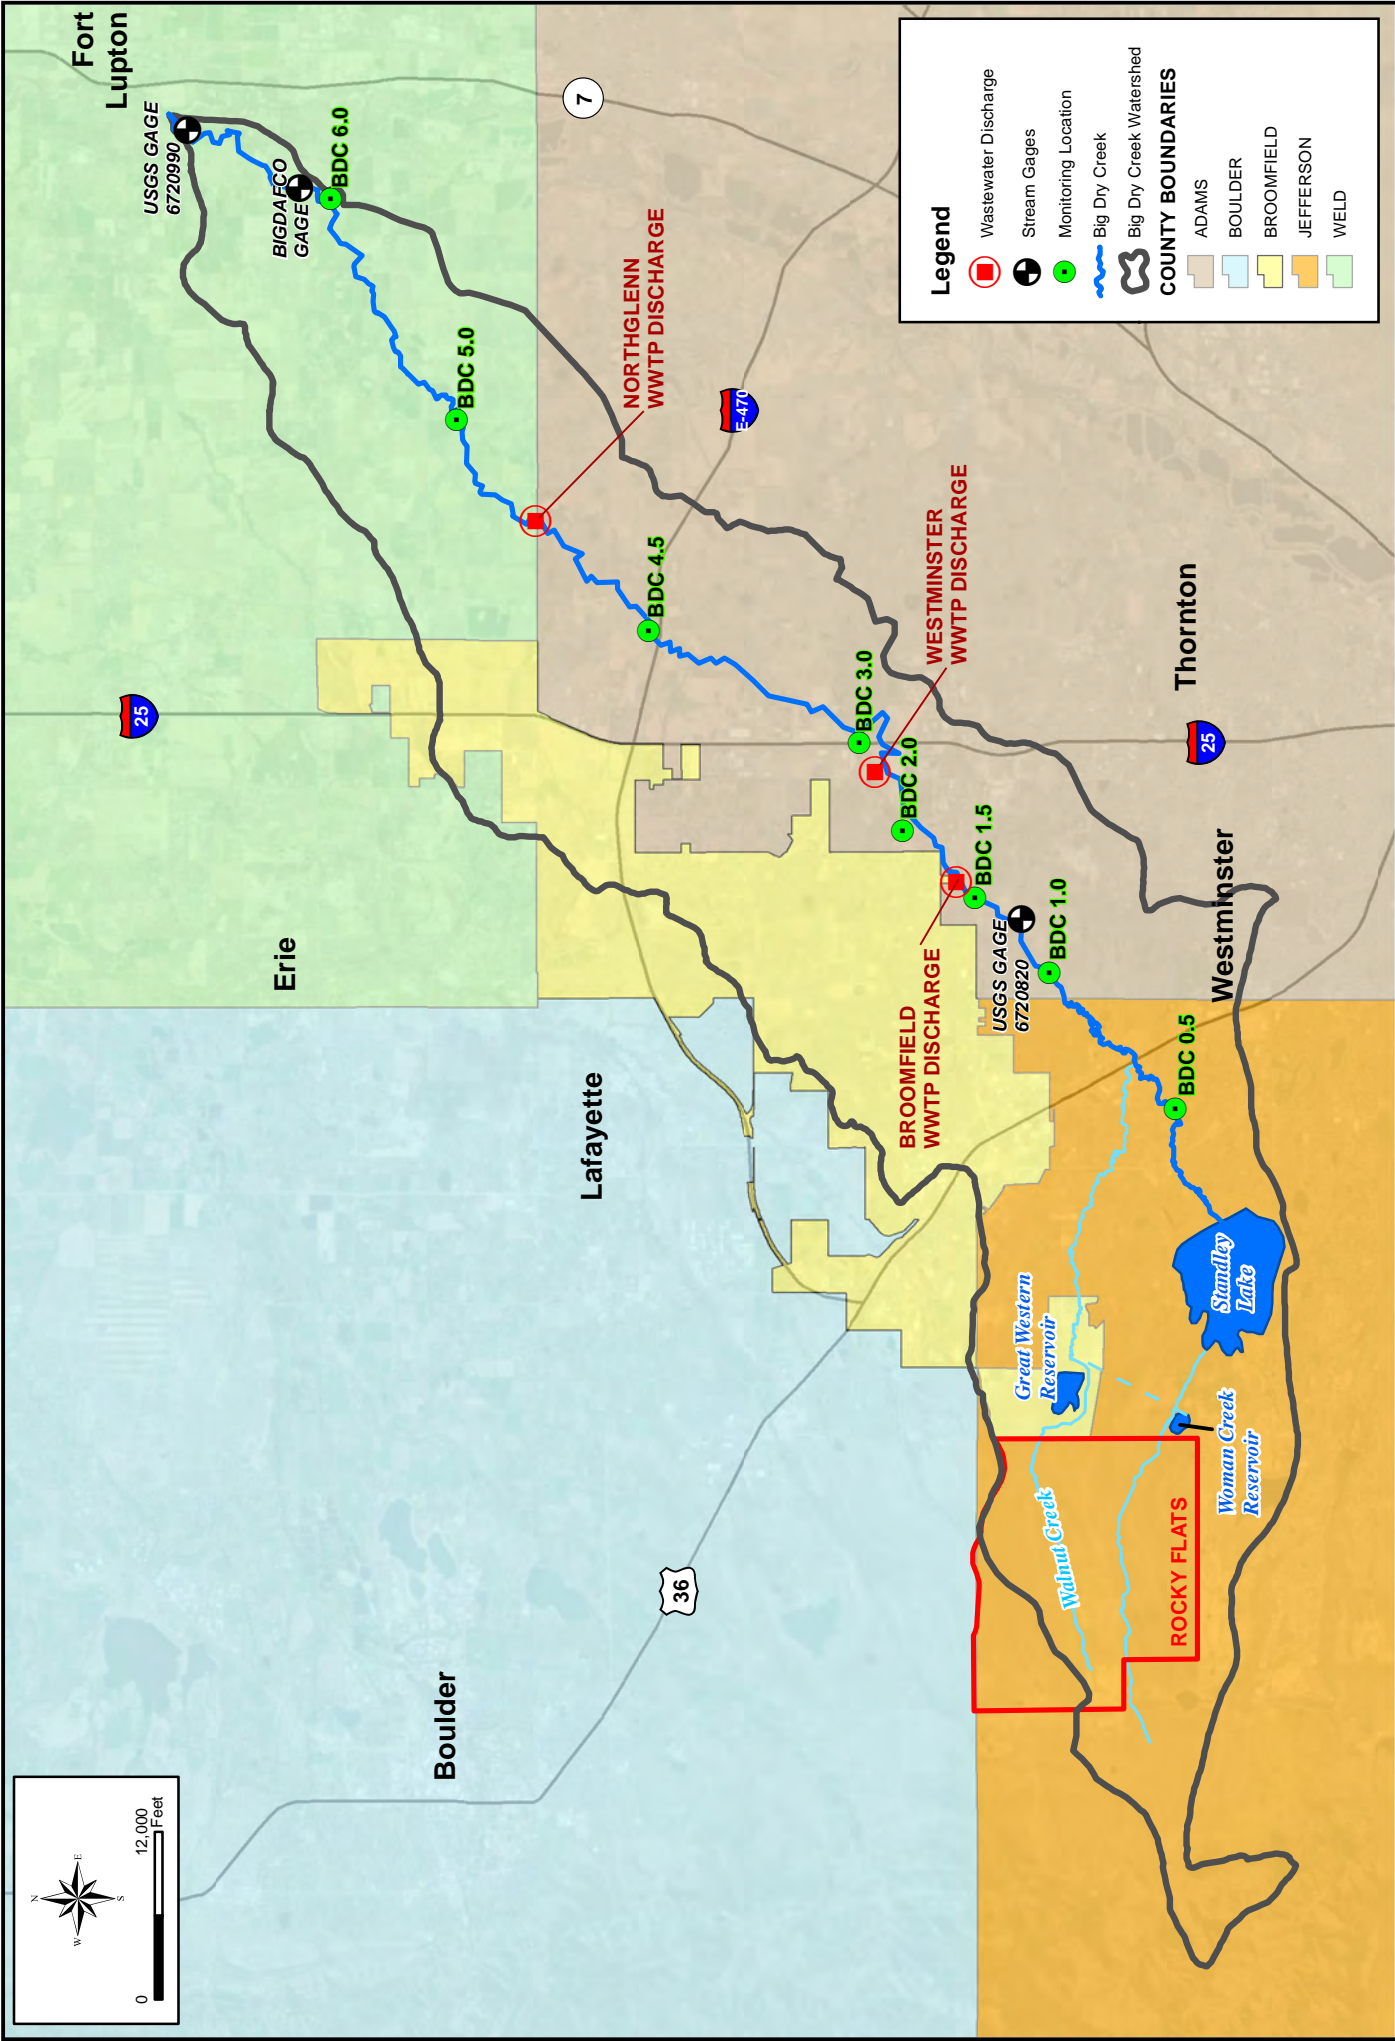 N
W
E
S
0
12,000
Feet
Boulder
Lafayette
Erie
25
Fort
Lupton
USGS GAGE
6720990
BIGDAFCO
GAGE
BDC 6.0
BDC 5.0
NORTHGLENN
WWTP DISCHARGE
7
E-470
BDC 4.5
WESTMINSTER
WWTP DISCHARGE
BDC 3.0
BDC 2.0
BDC 1.5
BROOMFIELD
WWTP DISCHARGE
USGS GAGE
6720820
BDC 1.0
BDC 0.5
36
Great Western
Reservoir
Walnut Creek
ROCKY FLATS
Woman Creek
Reservoir
Standley
Lake
Westminster
Thornton
25
Legend
Wastewater Discharge
Stream Gages
Monitoring Location
Big Dry Creek
Big Dry Creek Watershed
COUNTY BOUNDARIES
ADAMS
BOULDER
BROOMFIELD
JEFFERSON
WELD